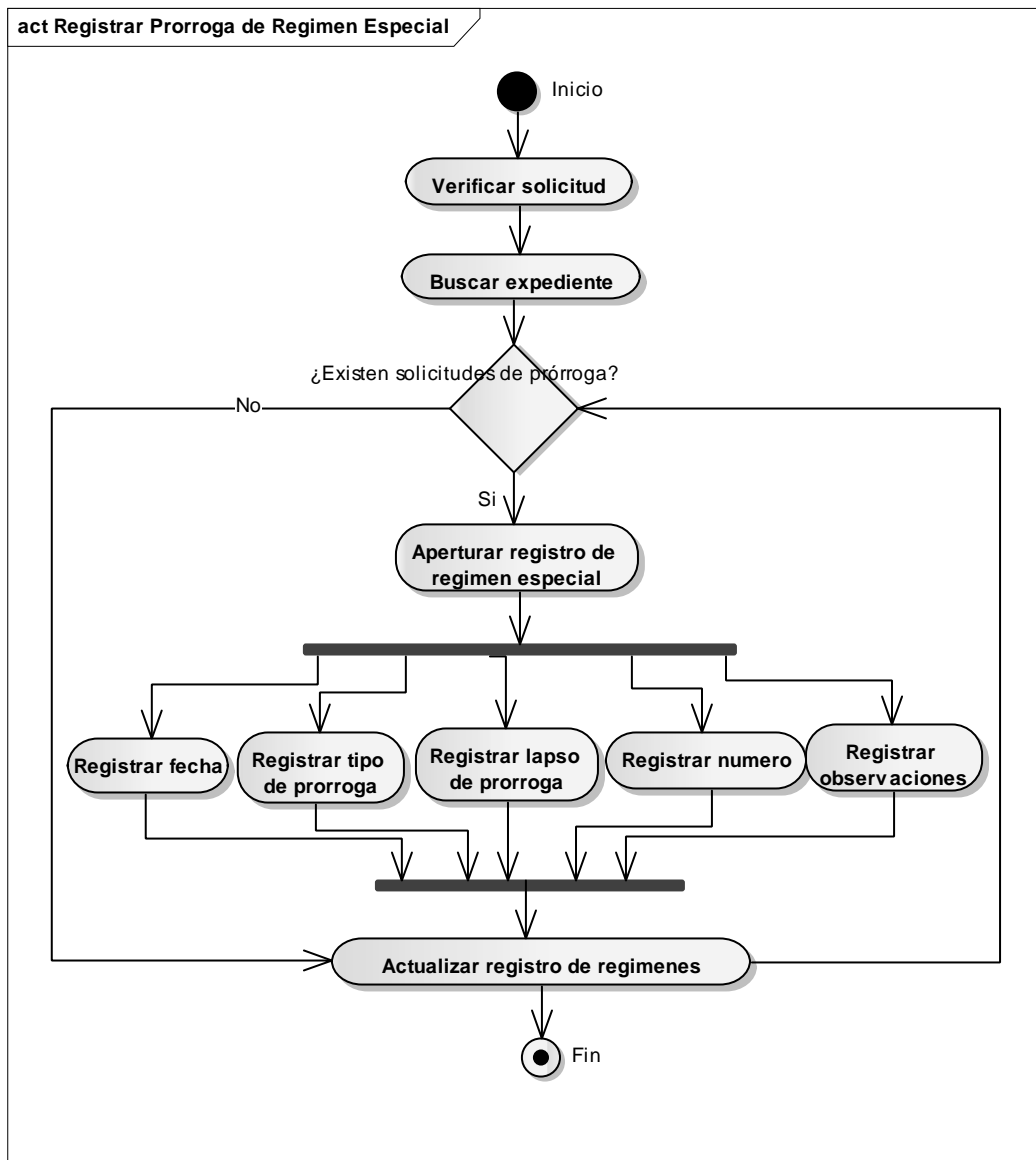 act Registrar Prorroga de Regimen Especial
Inicio
Verificar solicitud
Buscar expediente
¿Existen solicitudes de prórroga?
No
Si
Aperturar registro de
regimen especial
Registrar fecha
Registrar tipo
de prorroga
Registrar lapso
de prorroga
Registrar numero
Registrar
observaciones
Actualizar registro de regimenes
Fin